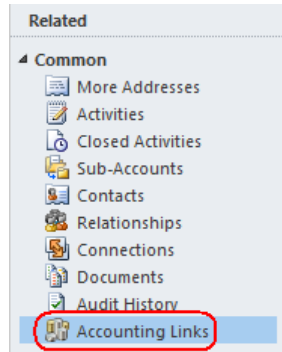 Related
Common
More Addresses
Activities
Closed Activities
Sub-Accounts
Contacts
Relationships
Connections
Documents
Audit History
Accounting Links